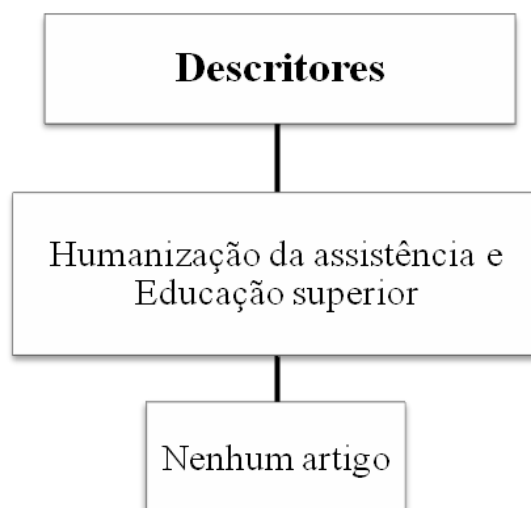 Descritores
Humanização da assistência e
Educação superior
Nenhum artigo